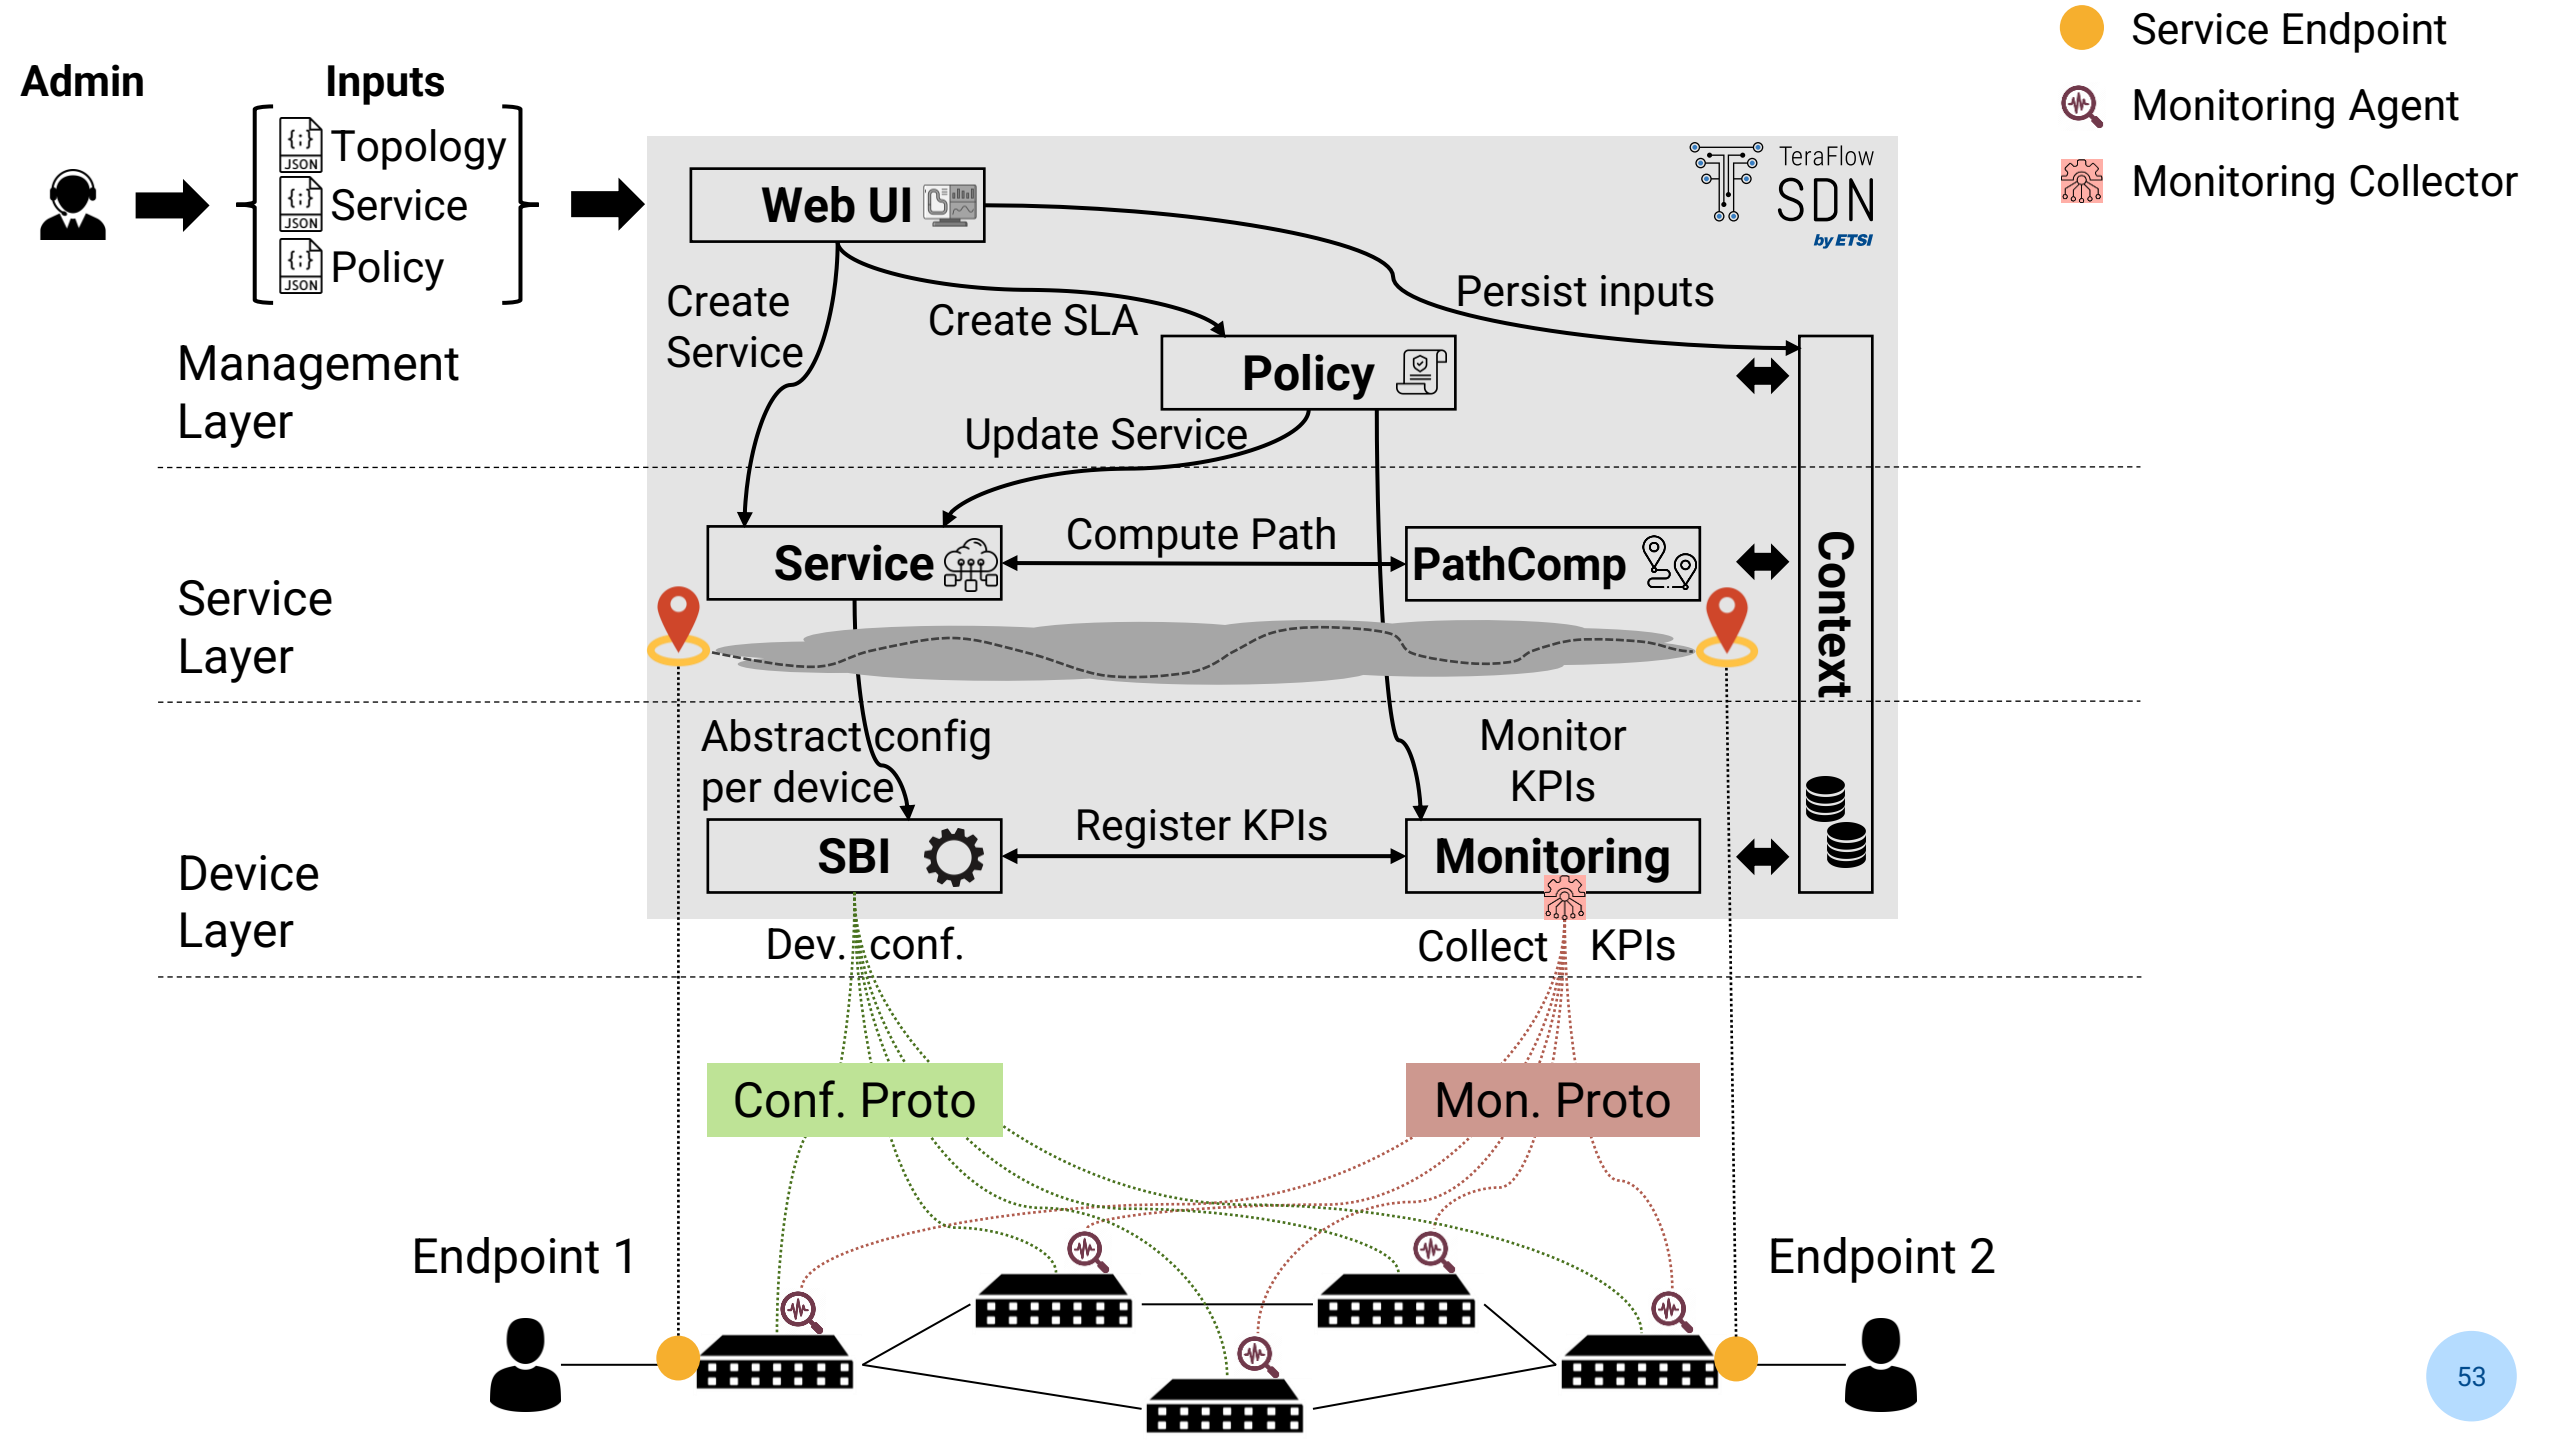 Admin
Inputs
JSON
Topology
JSON
Service
JSON
Policy
Service Endpoint
Monitoring Agent
Monitoring Collector
TeraFlow
SDN
by ETSI
Web UI
Create
Service
Create SLA
Persist inputs
Management
Layer
Policy
Update Service
Service
Layer
Service
Compute Path
PathComp
Context
Abstract config
per device
Monitor
KPIs
Device
Layer
SBI
Register KPIs
Monitoring
Dev. conf.
Collect KPIs
Conf. Proto
Mon. Proto
Endpoint 1
Endpoint 2
53